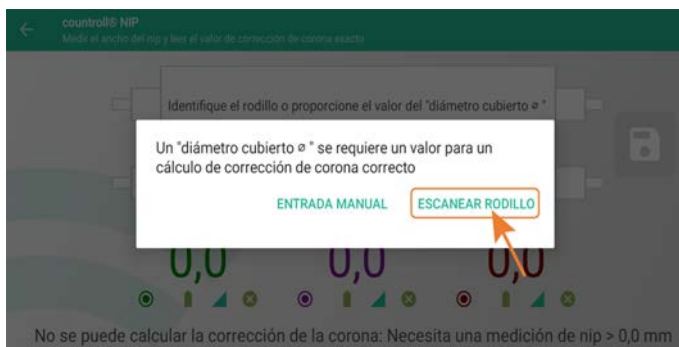 countroll® NIP
Medir el ancho del nip y leer el valor de corrección de corona exacto
Identifique el rodillo o proporcione el valor del "diámetro cubierto ⌀ "
Un "diámetro cubierto ⌀ " se requiere un valor para un
cálculo de corrección de corona correcto
ENTRADA MANUAL ESCANEAR RODILLO
0,0 0,0 0,0
No se puede calcular la corrección de la corona: Necesita una medición de nip > 0,0 mm